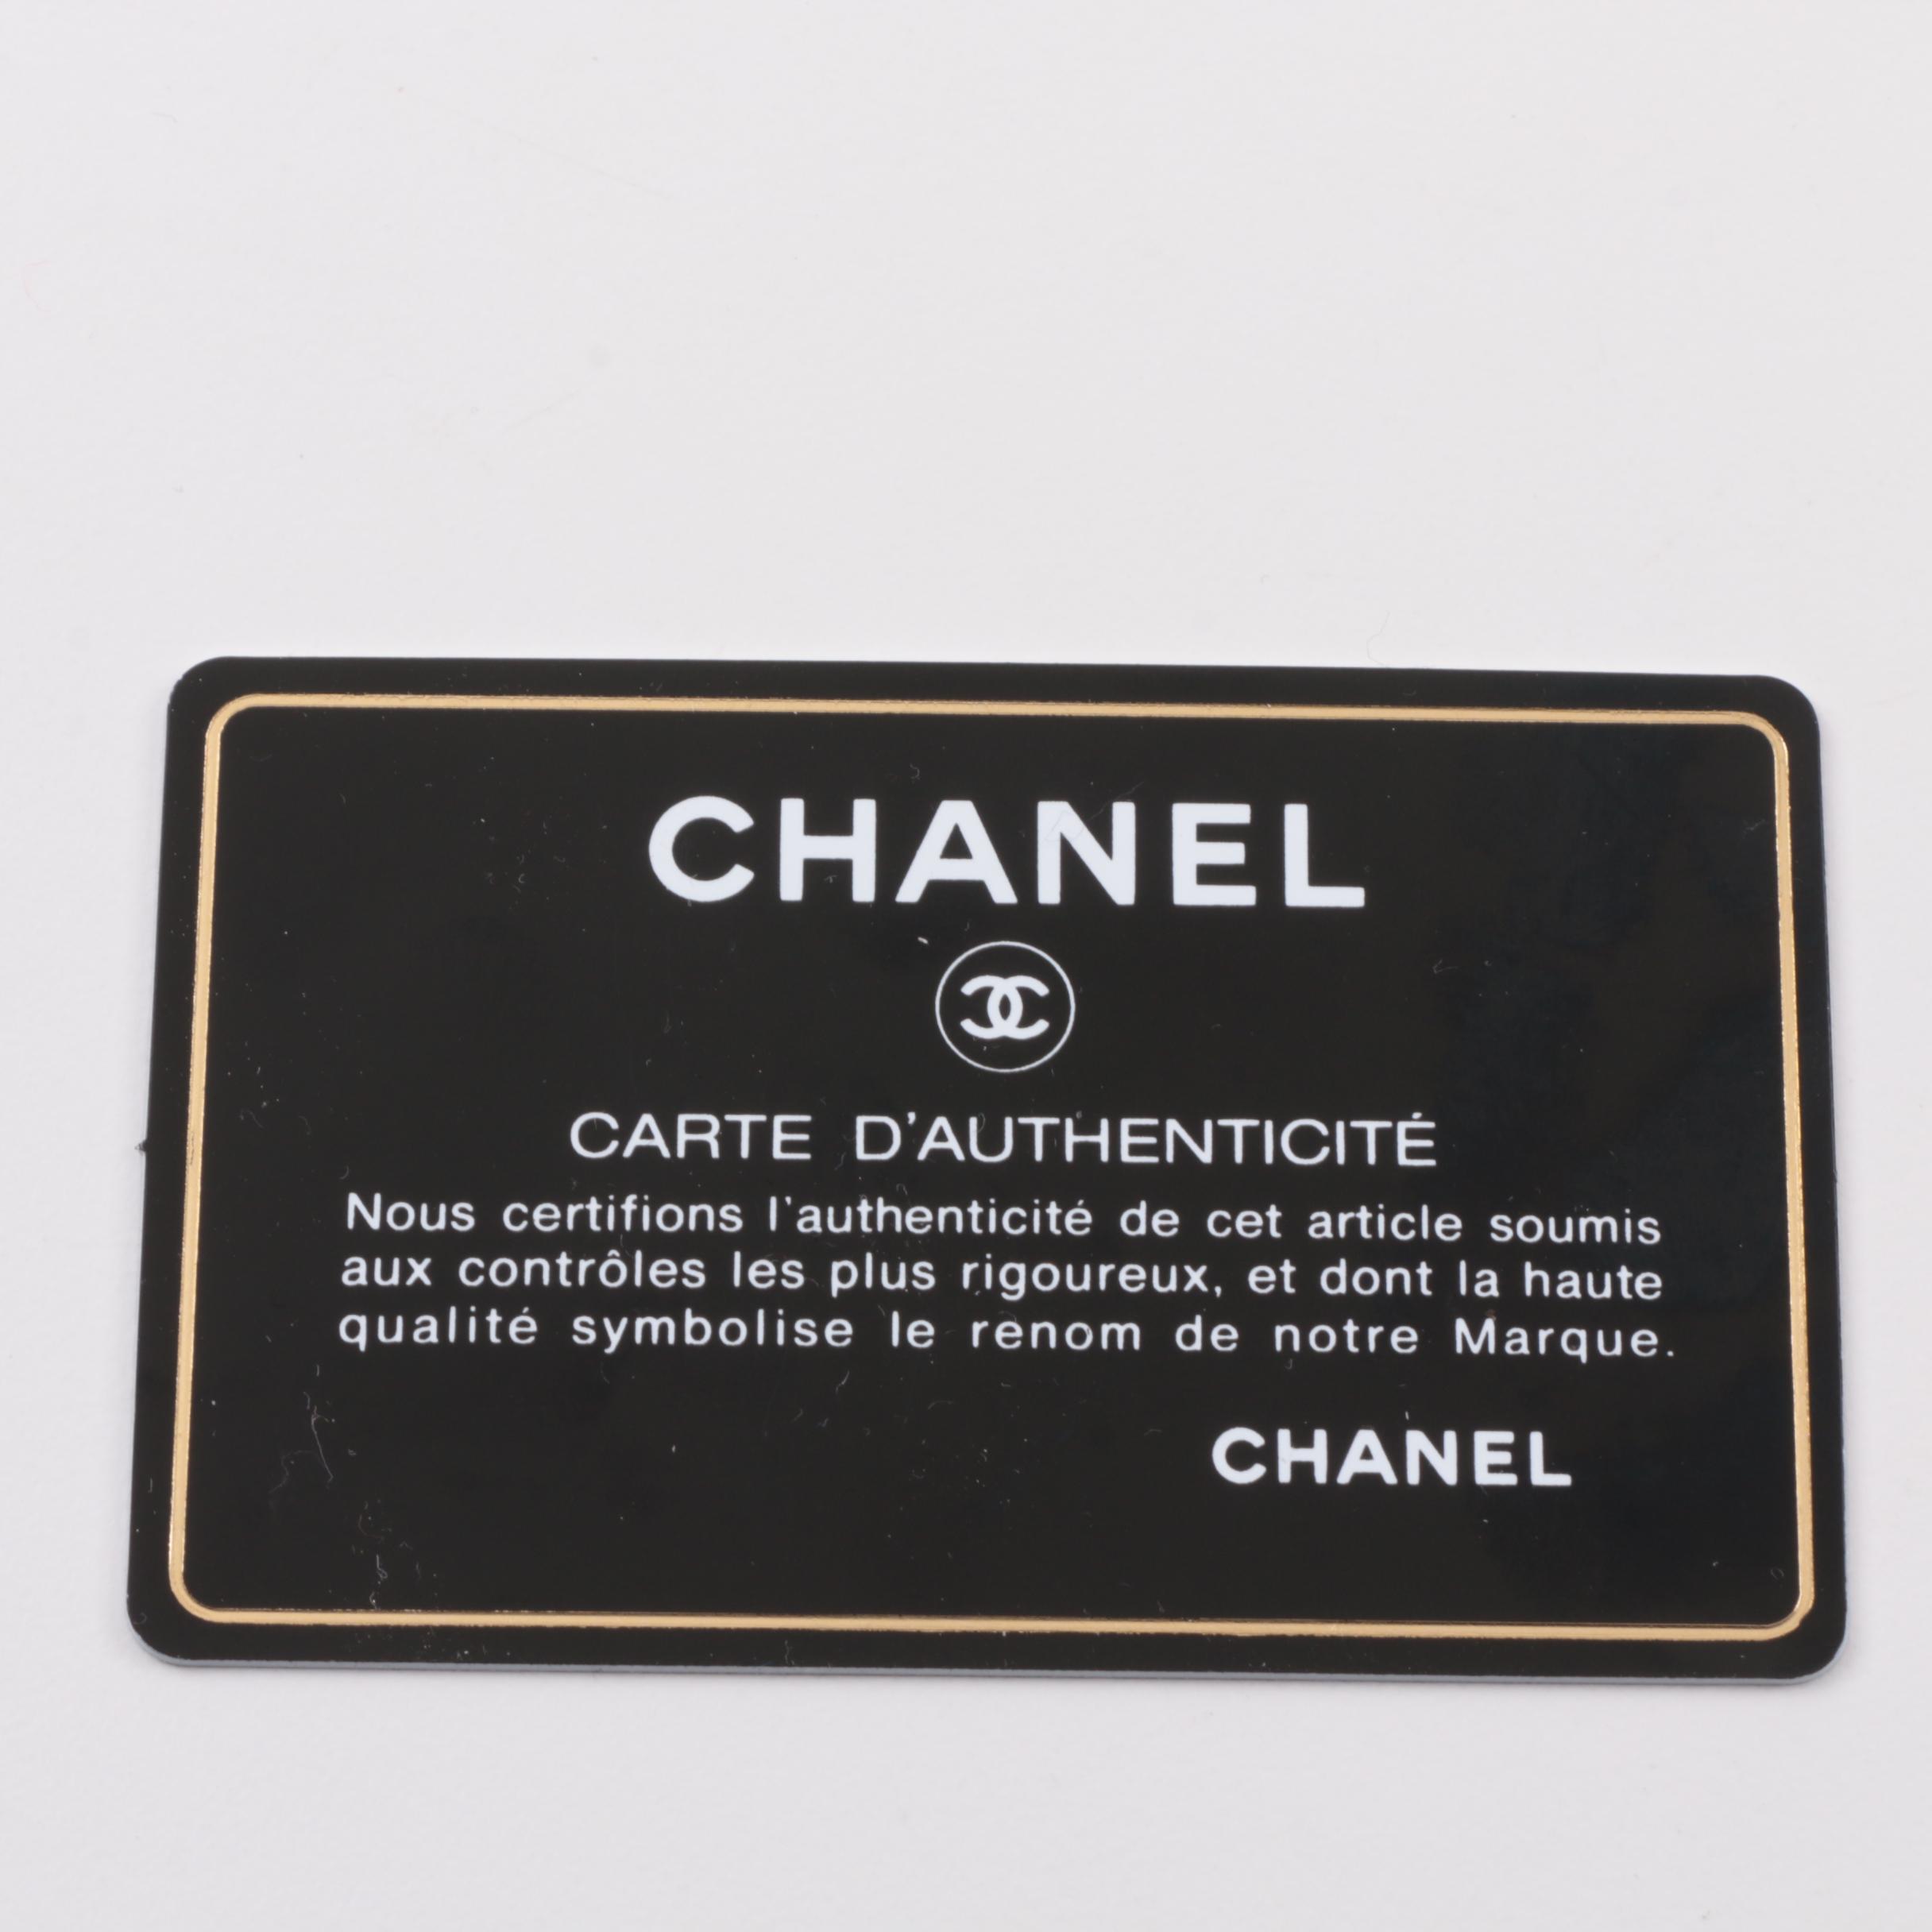 CHANEL
CARTE D'AUTHENTICITÉ
Nous certifions l'authenticité de cet article soumis
aux contrôles les plus rigoureux, et dont la haute
qualité symbolise le renom de notre Marque.
CHANEL